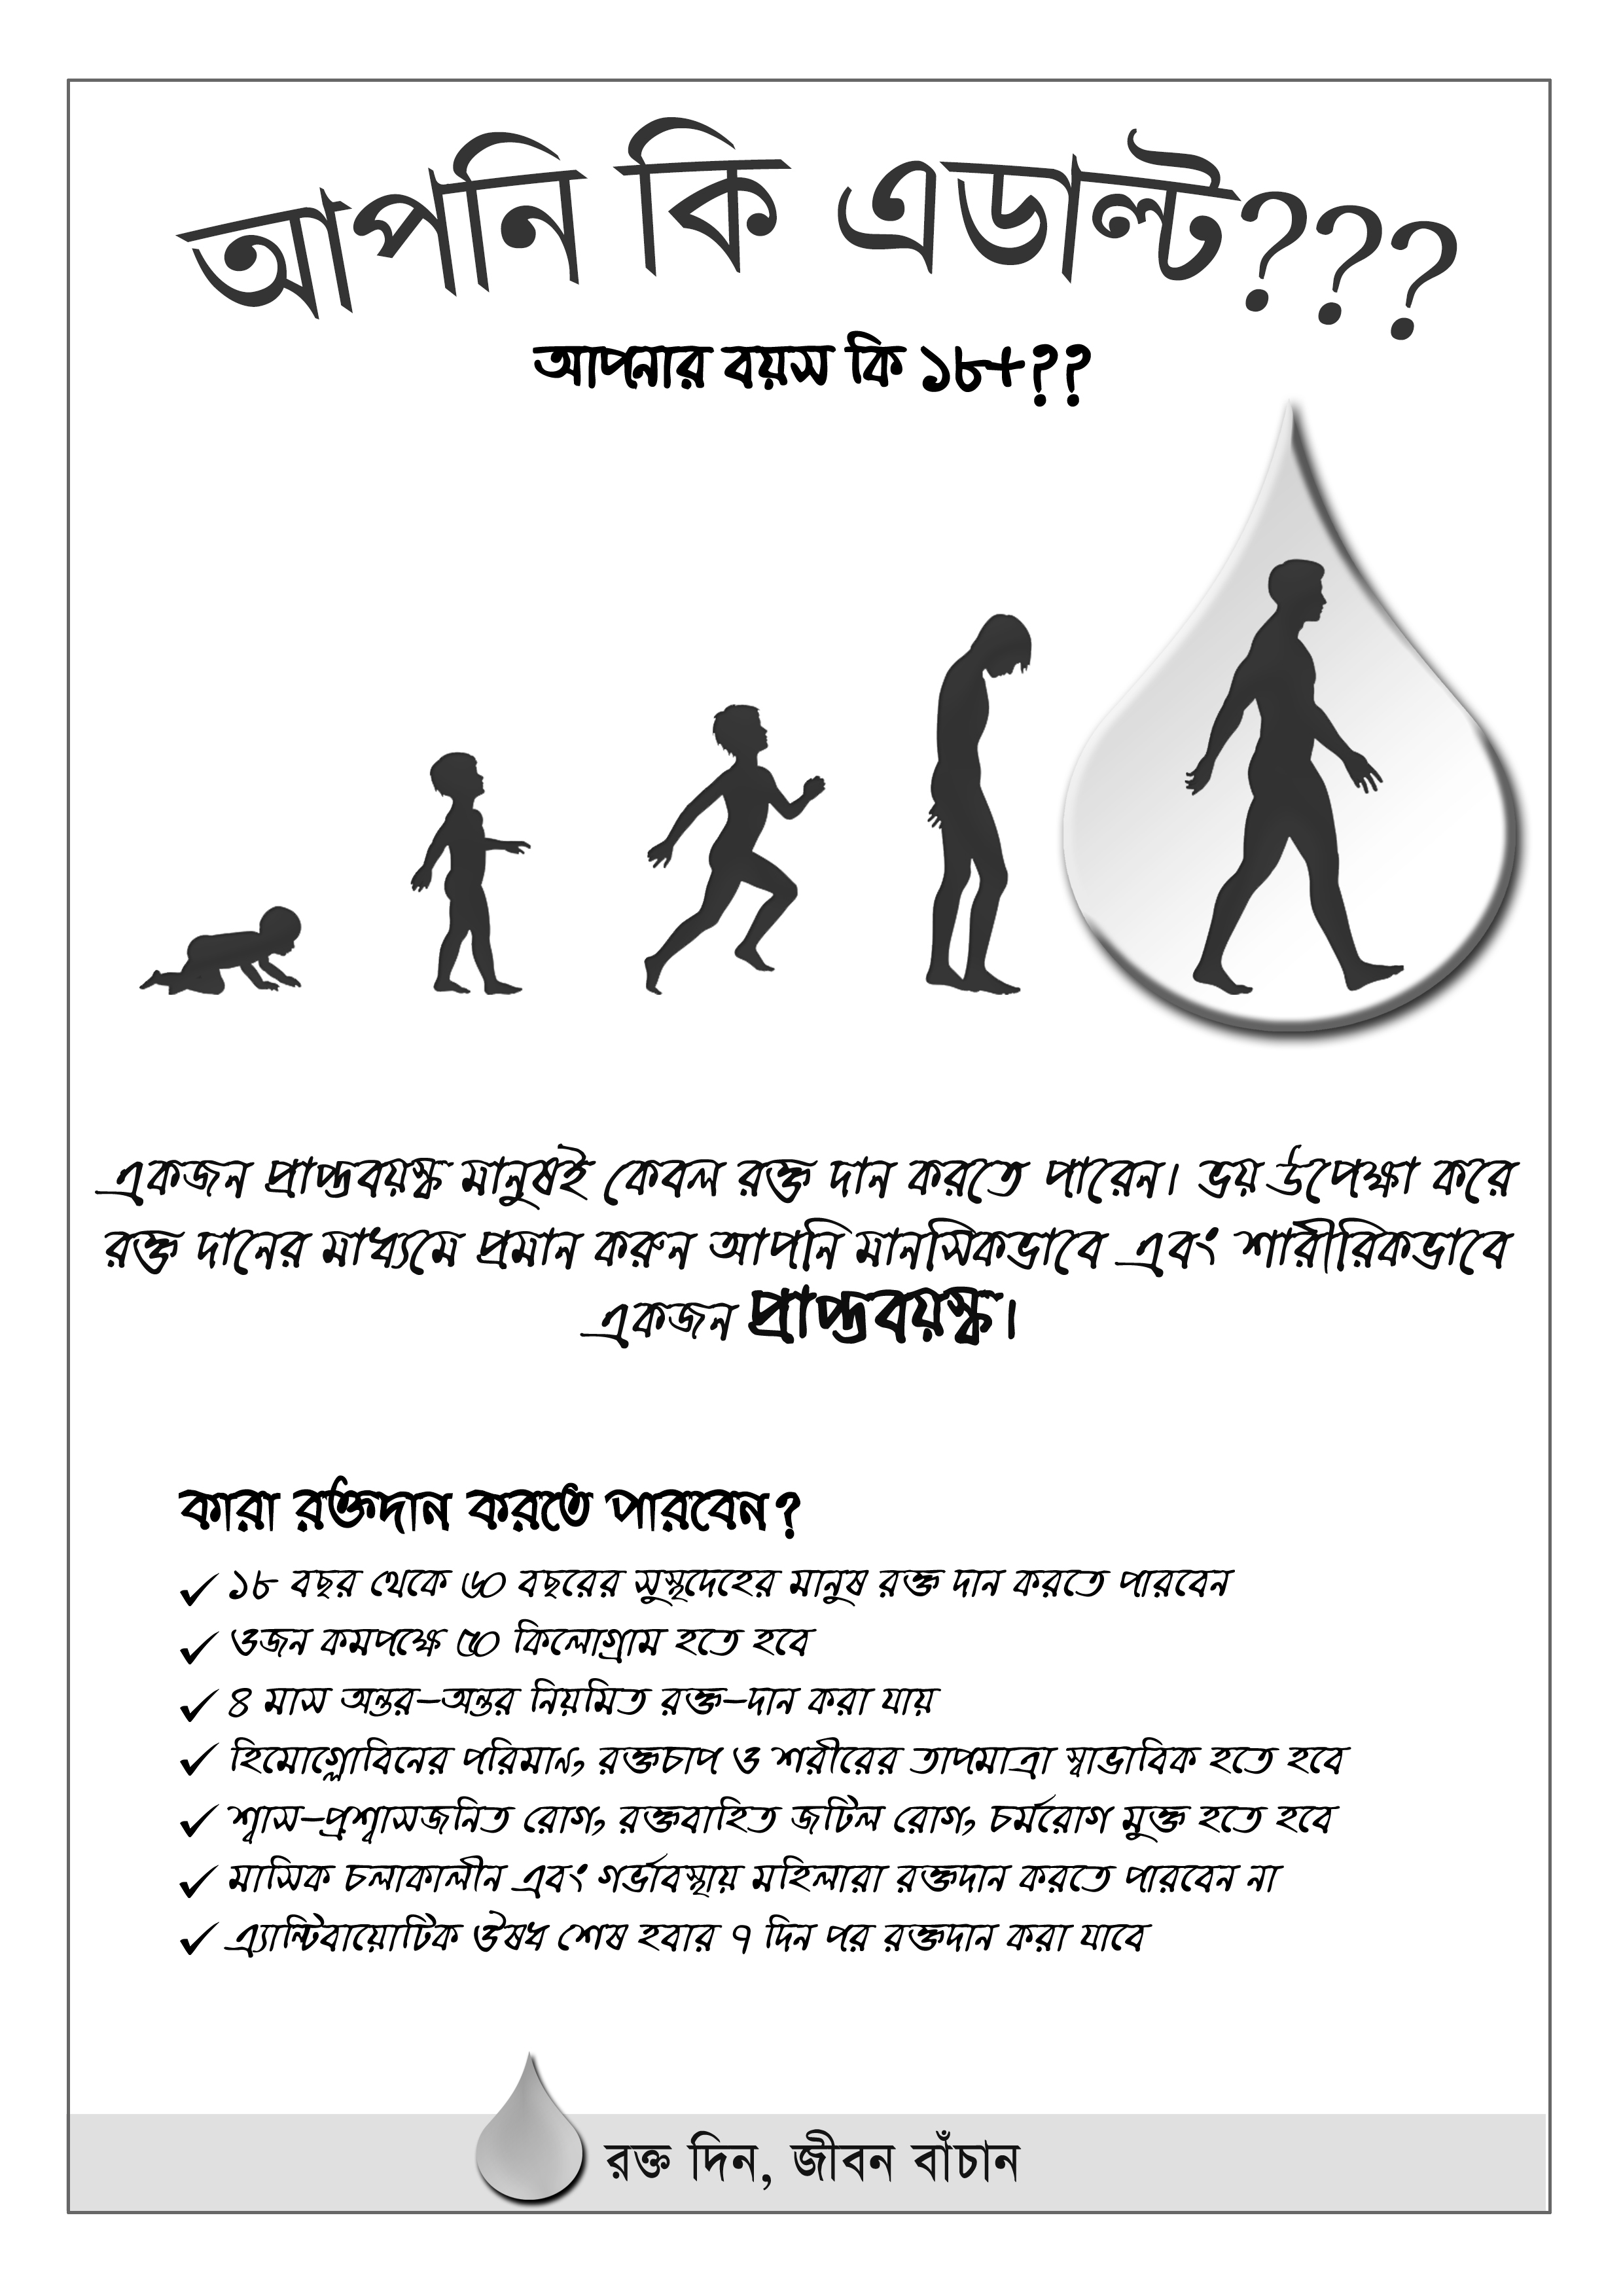 আপনি কি এডাল্ট???
আপনার বয়স কি ১৮+??
একজন প্রাপ্তবয়স্ক মানুষই কেবল রক্ত দান করতে পারেন। ভয় উপেক্ষা করে
রক্ত দানের মাধ্যমে প্রমান করুন আপনি মানসিকভাবে এবং শারীরিকভাবে
একজন প্রাপ্তবয়স্ক।
কারা রক্তদান করতে পারবেন?
✓ ১৮ বছর থেকে ৬০ বছরের সুস্থদেহের মানুষ রক্ত দান করতে পারবেন
✓ ওজন কমপক্ষে ৫০ কিলোগ্রাম হতে হবে
✓ ৪ মাস অন্তর-অন্তর নিয়মিত রক্ত-দান করা যায়
✓ হিমোগ্লোবিনের পরিমান, রক্তচাপ ও শরীরের তাপমাত্রা স্বাভাবিক হতে হবে
✓ শ্বাস-প্রশ্বাসজনিত রোগ, রক্তবাহিত জটিল রোগ, চর্মরোগ মুক্ত হতে হবে
✓ মাসিক চলাকালীন এবং গর্ভাবস্থায় মহিলারা রক্তদান করতে পারবেন না
✓ এ্যান্টিবায়োটিক ঔষধ শেষ হবার ৭ দিন পর রক্তদান করা যাবে
রক্ত দিন, জীবন বাঁচান